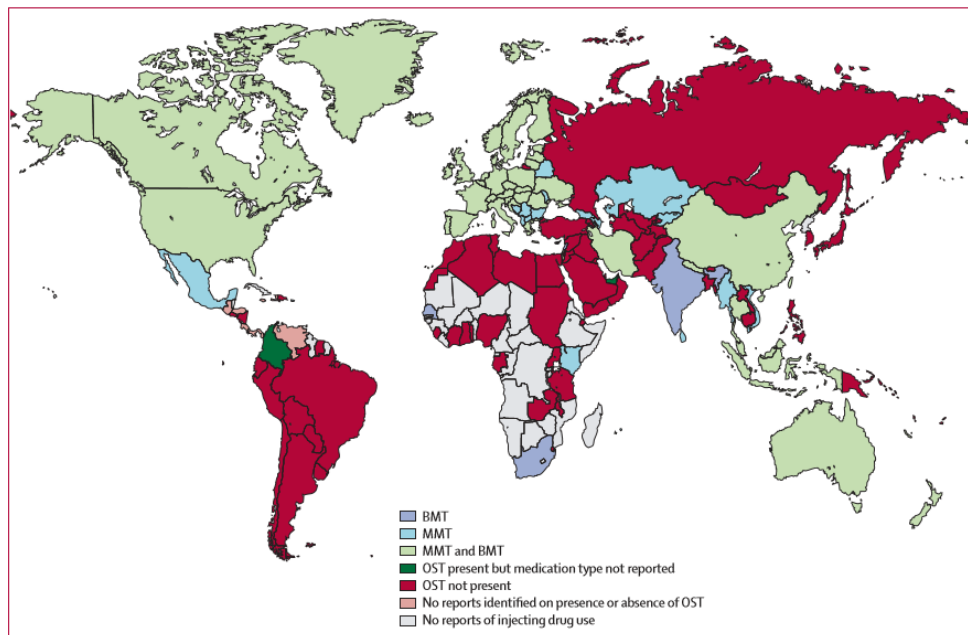 BMT
MMT
MMT and BMT
OST present but medication type not reported
OST not present
No reports identified on presence or absence of OST
No reports of injecting drug use